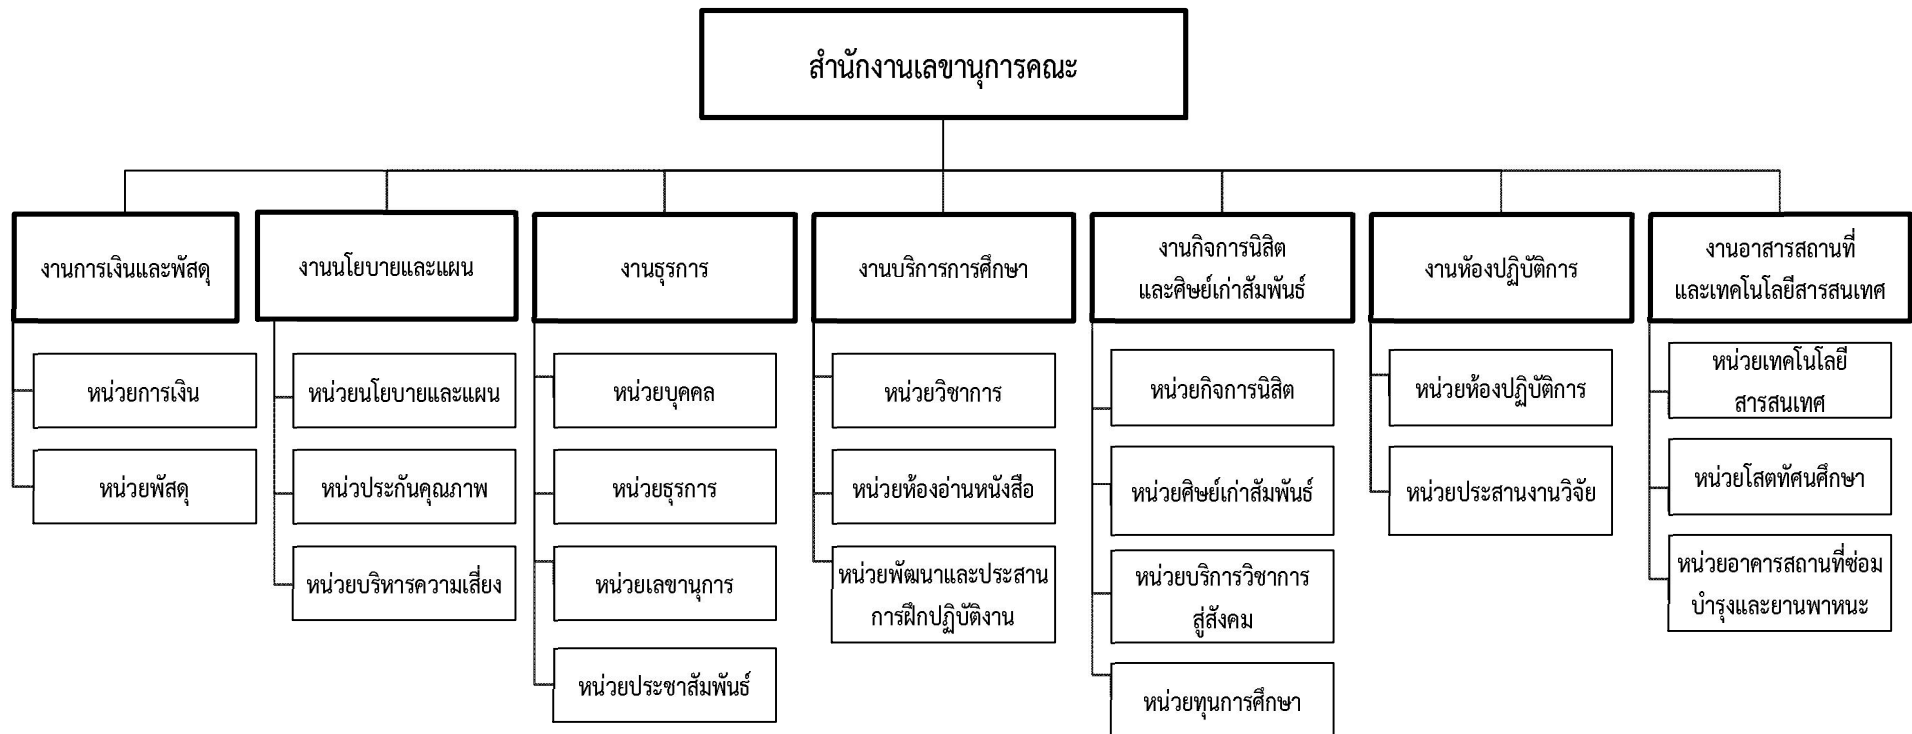 สำนักงานเลขานุการคณะ
งานการเงินและพัสดุ
หน่วยการเงิน
หน่วยพัสดุ
งานนโยบายและแผน
หน่วยนโยบายและแผน
หน่วประกันคุณภาพ
หน่วยบริหารความเสี่ยง
งานธุรการ
หน่วยบุคคล
หน่วยธุรการ
หน่วยเลขานุการ
หน่วยประชาสัมพันธ์
งานบริการการศึกษา
หน่วยวิชาการ
หน่วยห้องอ่านหนังสือ
หน่วยพัฒนาและประสาน
การฝึกปฏิบัติงาน
งานกิจการนิสิต
และศิษย์เก่าสัมพันธ์
หน่วยกิจการนิสิต
หน่วยศิษย์เก่าสัมพันธ์
หน่วยบริการวิชาการ
สู่สังคม
หน่วยทุนการศึกษา
งานห้องปฏิบัติการ
หน่วยห้องปฏิบัติการ
หน่วยประสานงานวิจัย
งานอาสารสถานที่
และเทคโนโลยีสารสนเทศ
หน่วยเทคโนโลยี
สารสนเทศ
หน่วยโสตทัศนศึกษา
หน่วยอาคารสถานที่ซ่อม
บำรุงและยานพาหนะ